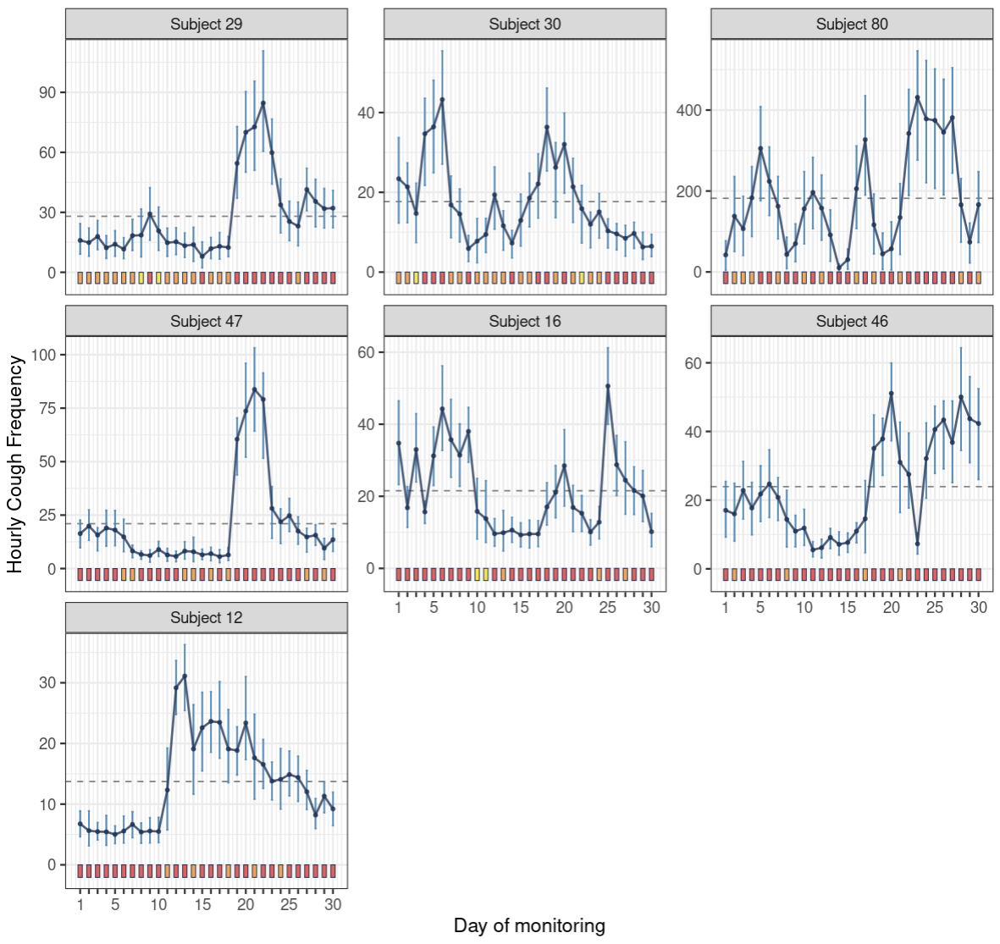 Subject 29
Subject 30
Subject 80
90
60
30
0
40
20
0
400
200
0
Subject 47
Subject 16
Subject 46
100
75
50
25
0
60
40
20
0
60
40
20
0
1 5 10 15 20 25 30
1 5 10 15 20 25 30
Subject 12
30
20
10
0
1 5 10 15 20 25 30
Hourly Cough Frequency
Day of monitoring